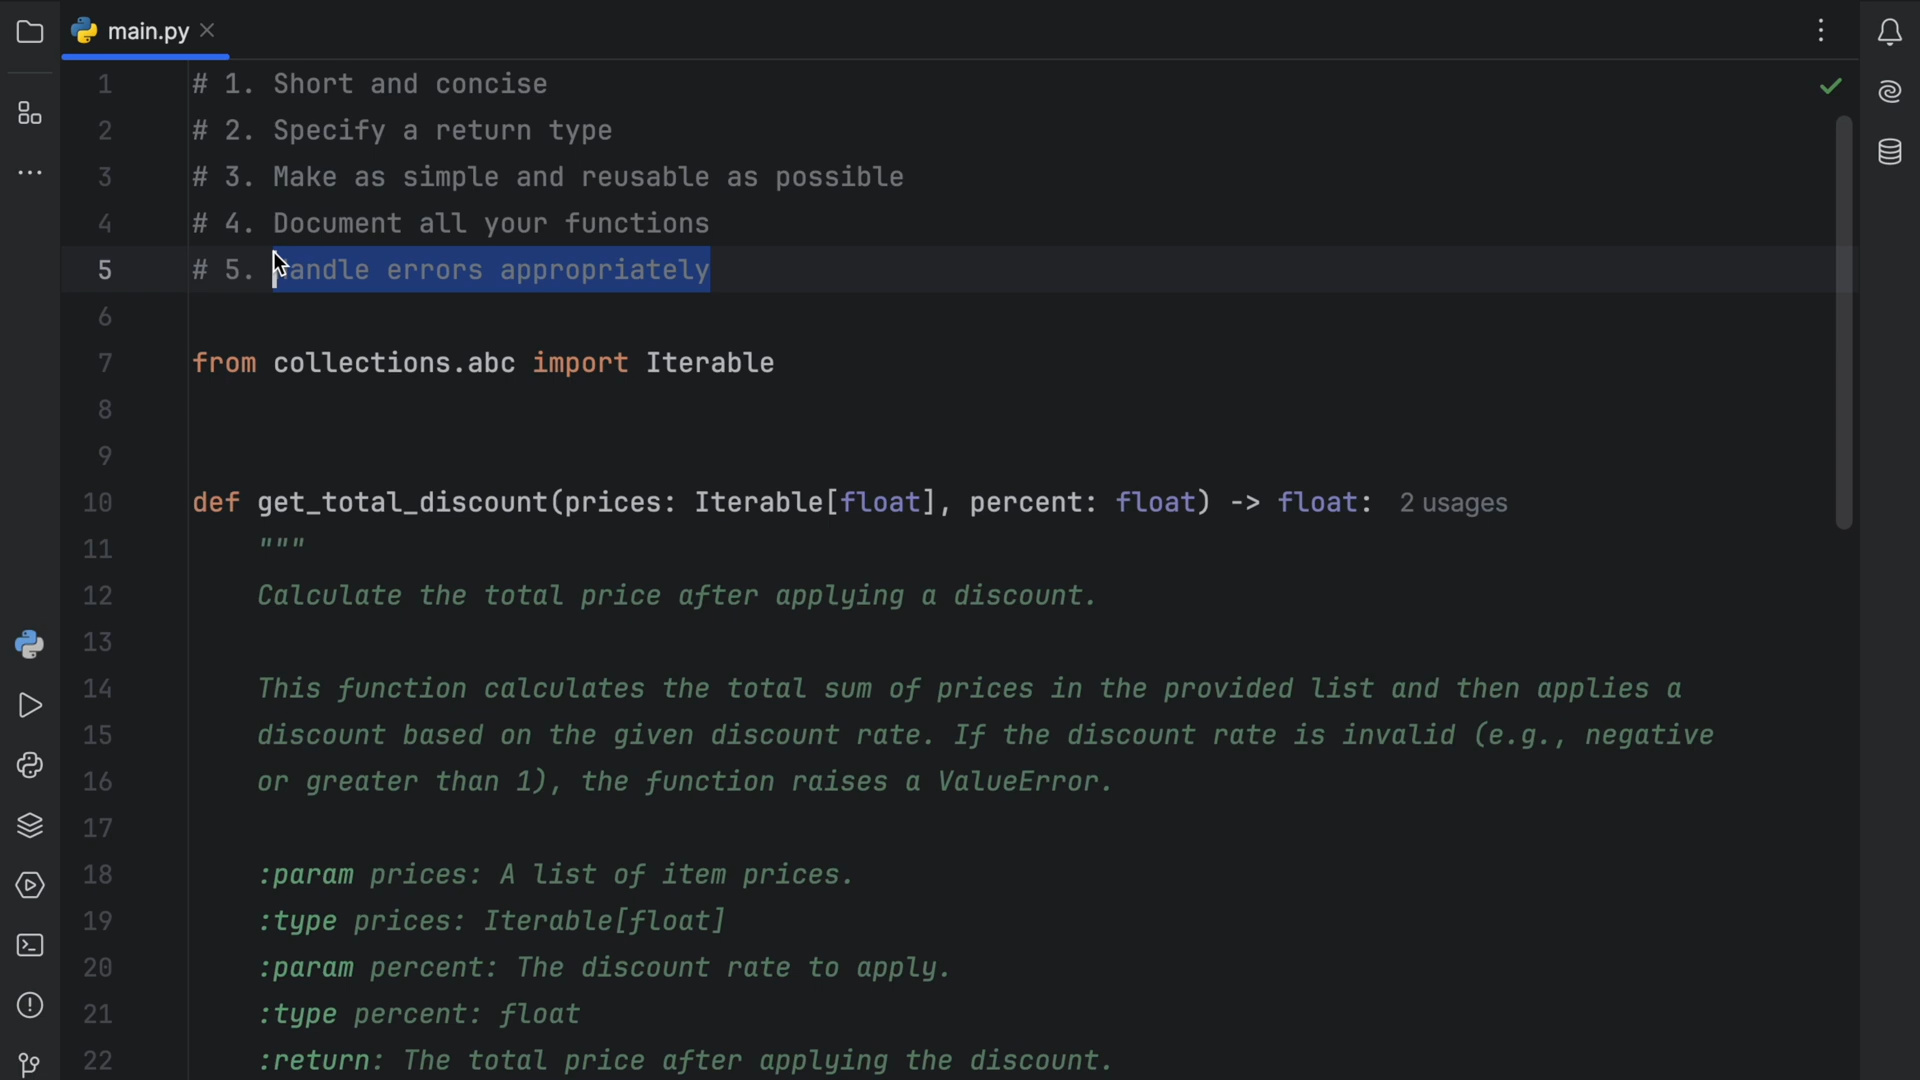 main.py
1 # 1. Short and concise
2 # 2. Specify a return type
3 # 3. Make as simple and reusable as possible
4 # 4. Document all your functions
5 # 5. Handle errors appropriately
6
7 from collections.abc import Iterable
8
9
10 def get_total_discount(prices: Iterable[float], percent: float) -> float: 2 usages
11 """
12 Calculate the total price after applying a discount.
13
14 This function calculates the total sum of prices in the provided list and then applies a
15 discount based on the given discount rate. If the discount rate is invalid (e.g., negative
16 or greater than 1), the function raises a ValueError.
17
18 :param prices: A list of item prices.
19 :type prices: Iterable[float]
20 :param percent: The discount rate to apply.
21 :type percent: float
22 :return: The total price after applying the discount.